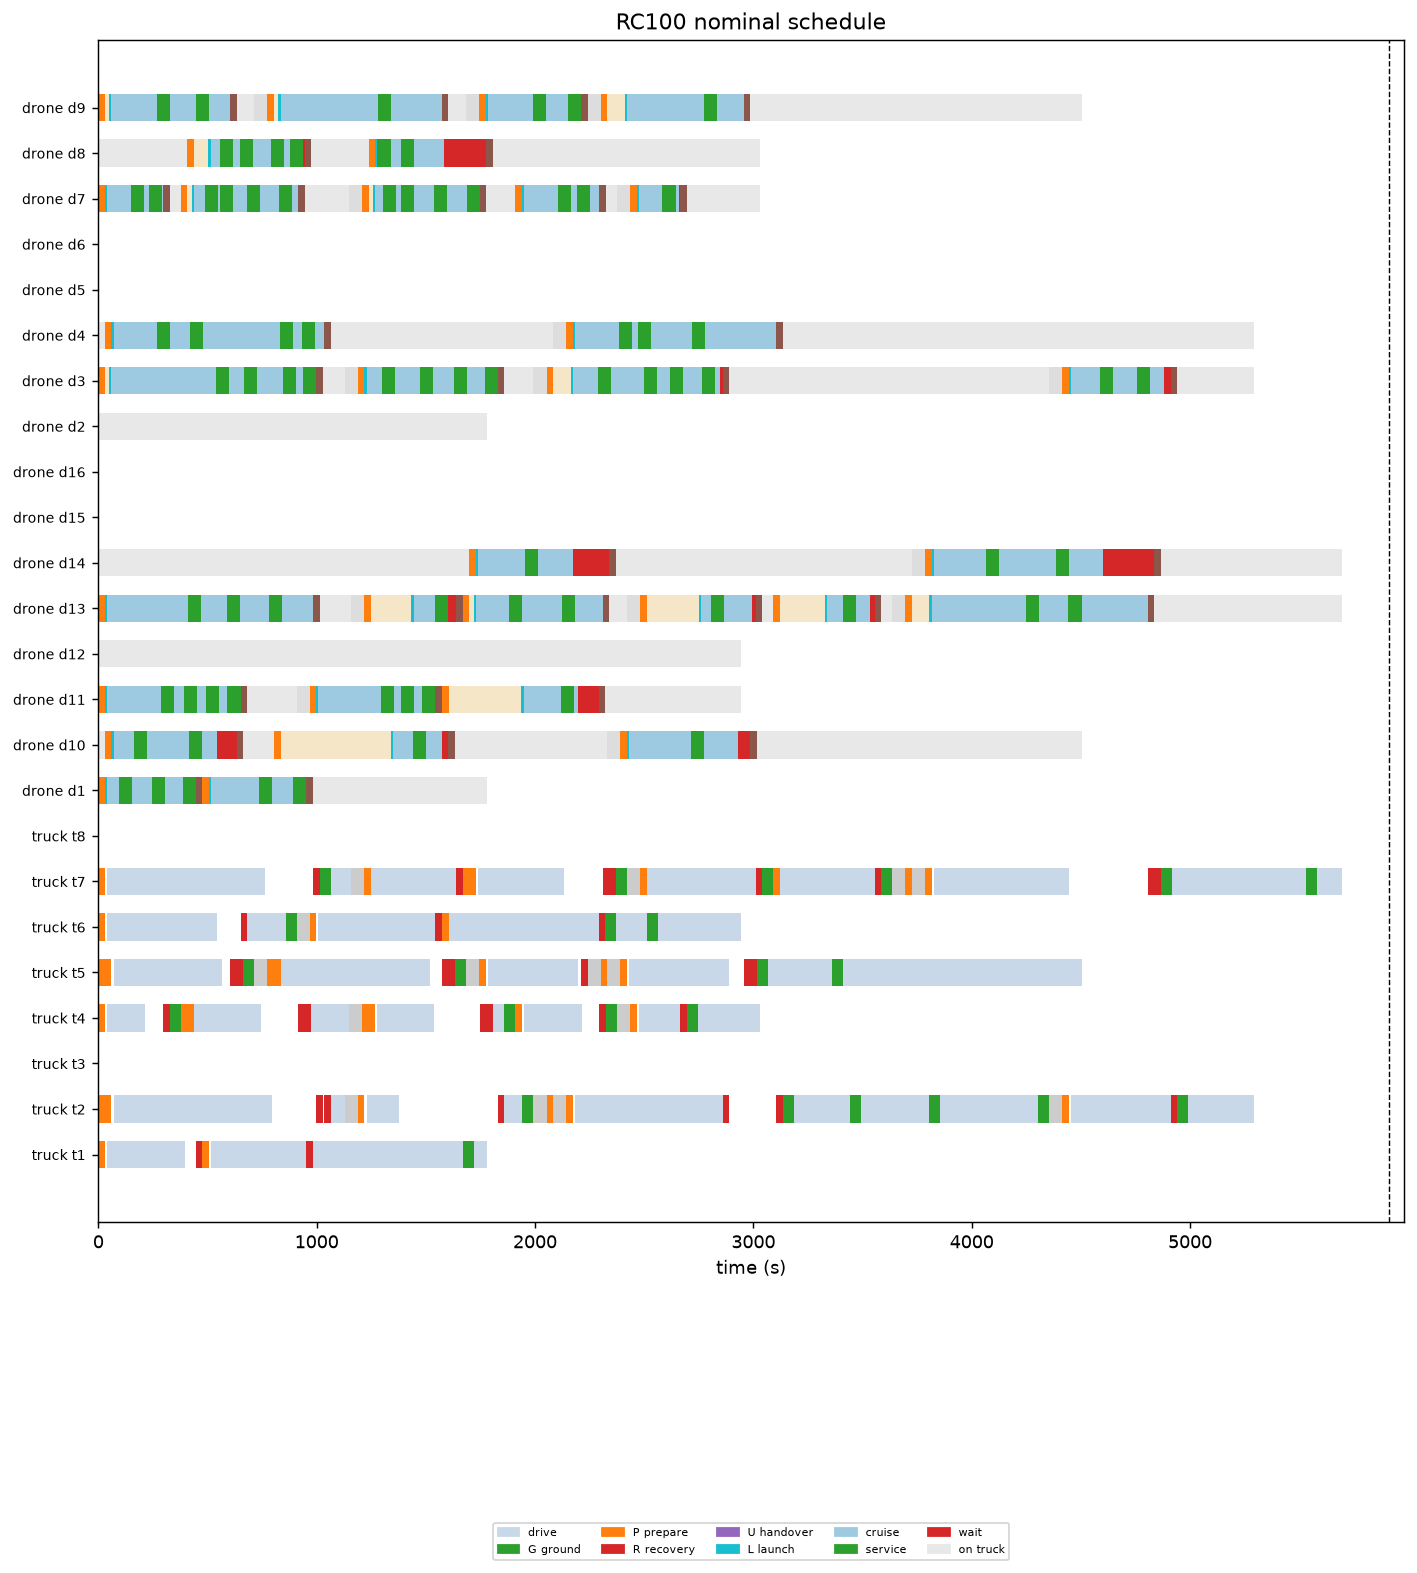 RC100 nominal schedule
drone d9
drone d8
drone d7
drone d6
drone d5
drone d4
drone d3
drone d2
drone d16
drone d15
drone d14
drone d13
drone d12
drone d11
drone d10
drone d1
truck t8
truck t7
truck t6
truck t5
truck t4
truck t3
truck t2
truck t1
0 1000 2000 3000 4000 5000
time (s)
drive P prepare U handover cruise wait
G ground R recovery L launch service on truck